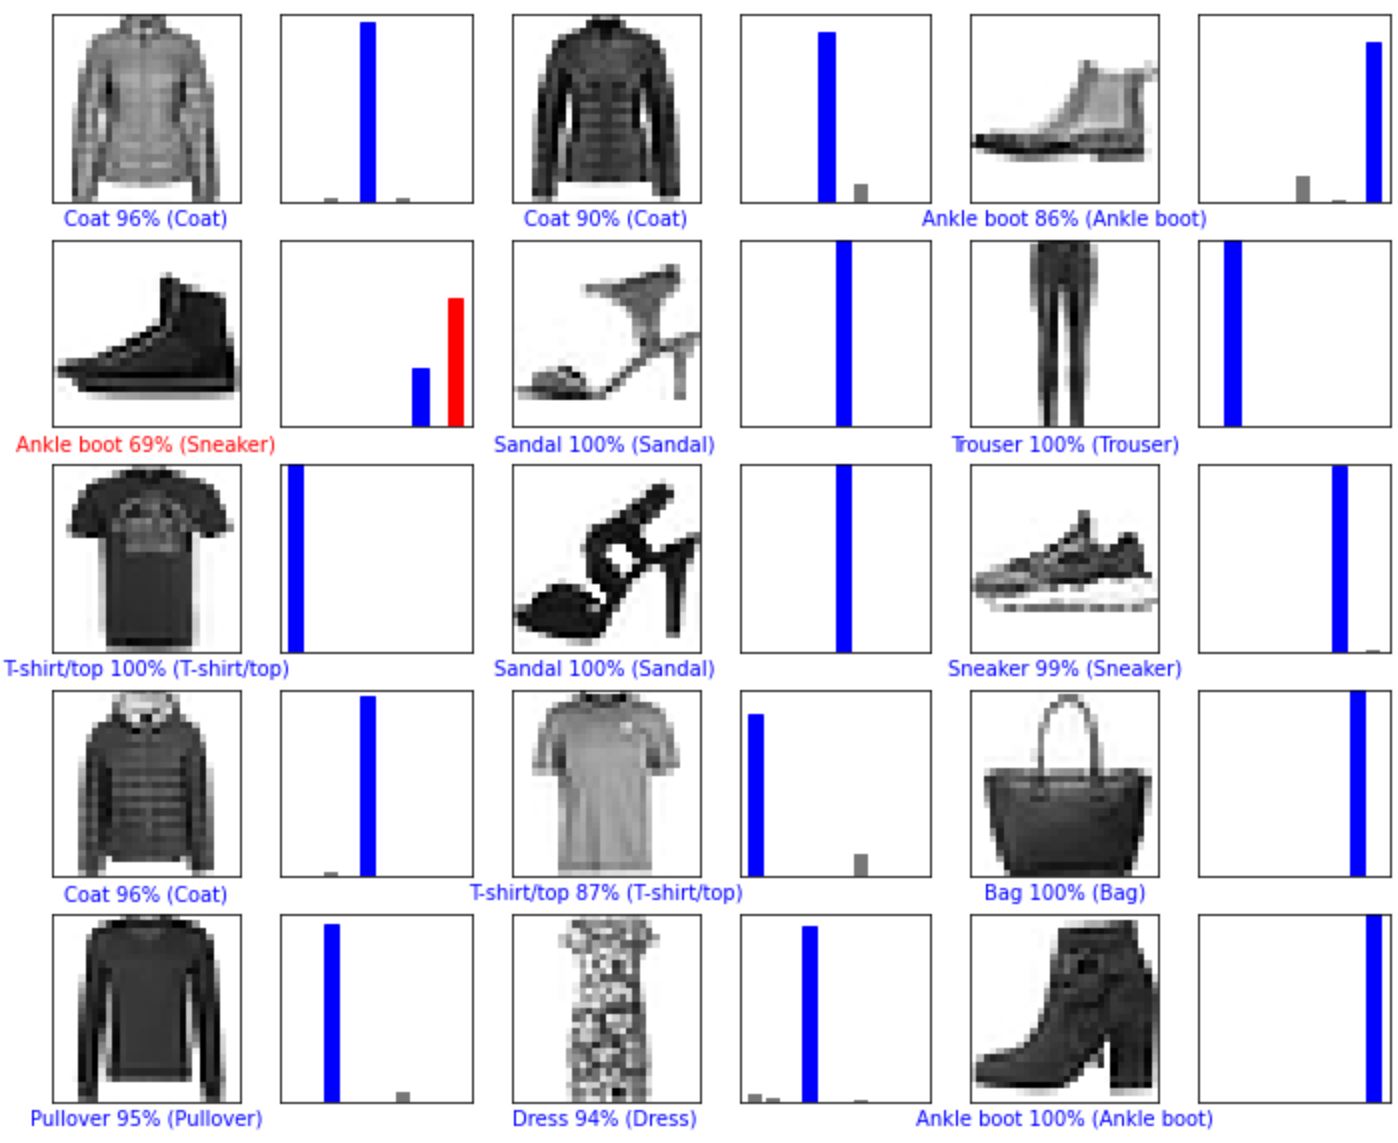 Coat 96% (Coat)
Coat 90% (Coat)
Ankle boot 86% (Ankle boot)
Ankle boot 69% (Sneaker)
Sandal 100% (Sandal)
Trouser 100% (Trouser)
T-shirt/top 100% (T-shirt/top)
Sandal 100% (Sandal)
Sneaker 99% (Sneaker)
Coat 96% (Coat)
T-shirt/top 87% (T-shirt/top)
Bag 100% (Bag)
Pullover 95% (Pullover)
Dress 94% (Dress)
Ankle boot 100% (Ankle boot)